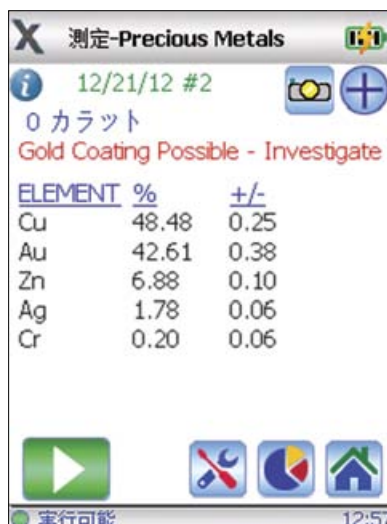 測定-Precious Metals
12/21/12 #2
0 カラット
Gold Coating Possible - Investigate
ELEMENT % +/-
Cu 48.48 0.25
Au 42.61 0.38
Zn 6.88 0.10
Ag 1.78 0.06
Cr 0.20 0.06
実行可能 12:57